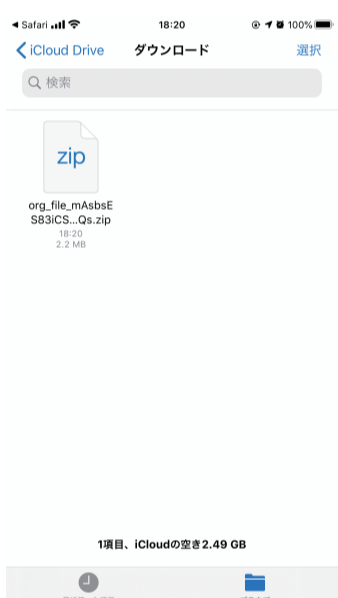 Safari 18:20 100%
iCloud Drive ダウンロード 選択
検索
zip
org_file_mAsbsE
S83iCS...Qs.zip
18:20
2.2 MB
1項目、iCloudの空き2.49 GB